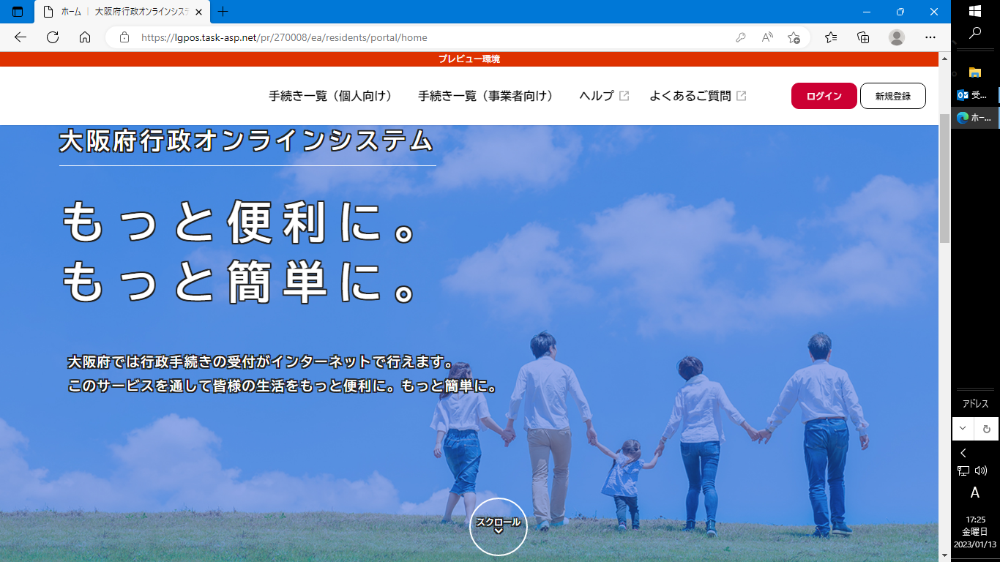 ホーム | 大阪府行政オンラインシステ
https://lgpos.task-asp.net/pr/270008/ea/residents/portal/home
プレビュー環境
手続き一覧（個人向け） 手続き一覧（事業者向け） ヘルプ よくあるご質問 ログイン 新規登録
大阪府行政オンラインシステム
もっと便利に。
もっと簡単に。
大阪府では行政手続きの受付がインターネットで行えます。
このサービスを通して皆様の生活をもっと便利に。もっと簡単に。
スクロール
受...
ホー...
アドレス
A
17:25
金曜日
2023/01/13